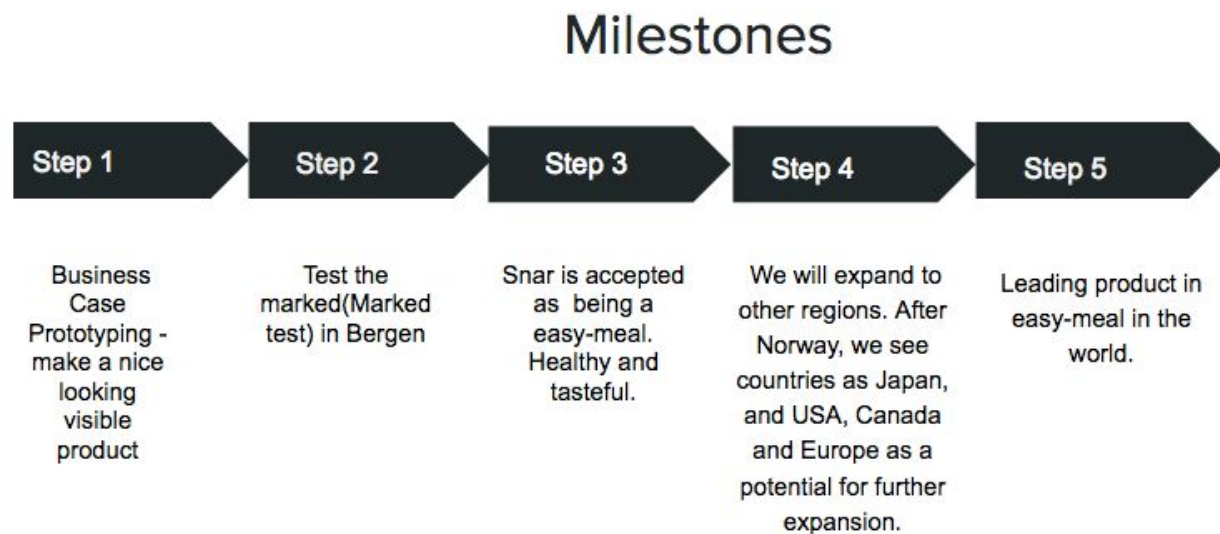 Milestones
Step 1
Step 2
Step 3
Step 4
Step 5
Business
Case
Prototyping -
make a nice
looking
visible
product
Test the
marked(Marked
test) in Bergen
Snar is accepted
as  being a
easy-meal.
Healthy and
tasteful.
We will expand to
other regions. After
Norway, we see
countries as Japan,
and USA, Canada
and Europe as a
potential for further
expansion.
Leading product in
easy-meal in the
world.